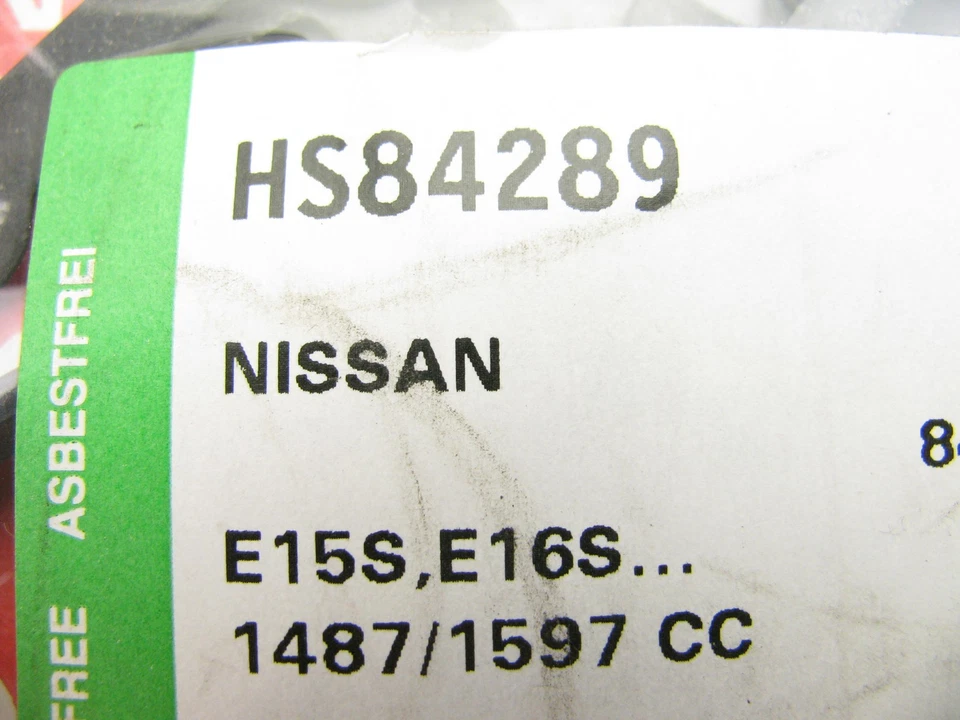 HS84289
NISSAN
E15S,E16S...
1487/1597 CC
FREE ASBESTFREI